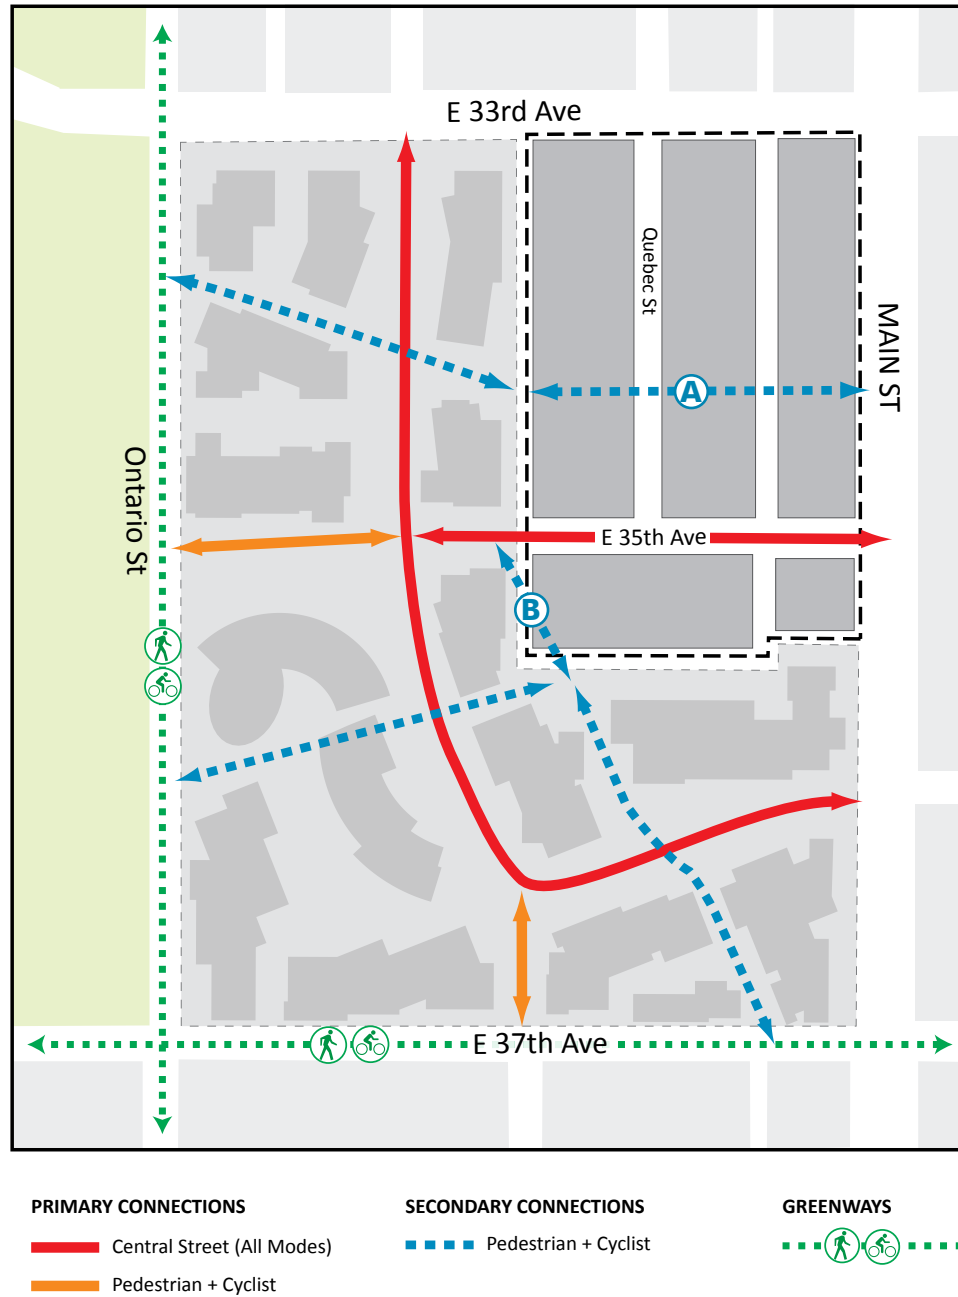 E 33rd Ave
Quebec St
MAIN ST
A
Ontario St
E 35th Ave
B
E 37th Ave
PRIMARY CONNECTIONS
Central Street (All Modes)
Pedestrian + Cyclist
SECONDARY CONNECTIONS
Pedestrian + Cyclist
GREENWAYS